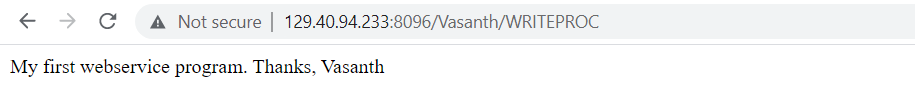 Not secure | 129.40.94.233:8096/Vasanth/WRITEPROC
My first webservice program. Thanks, Vasanth